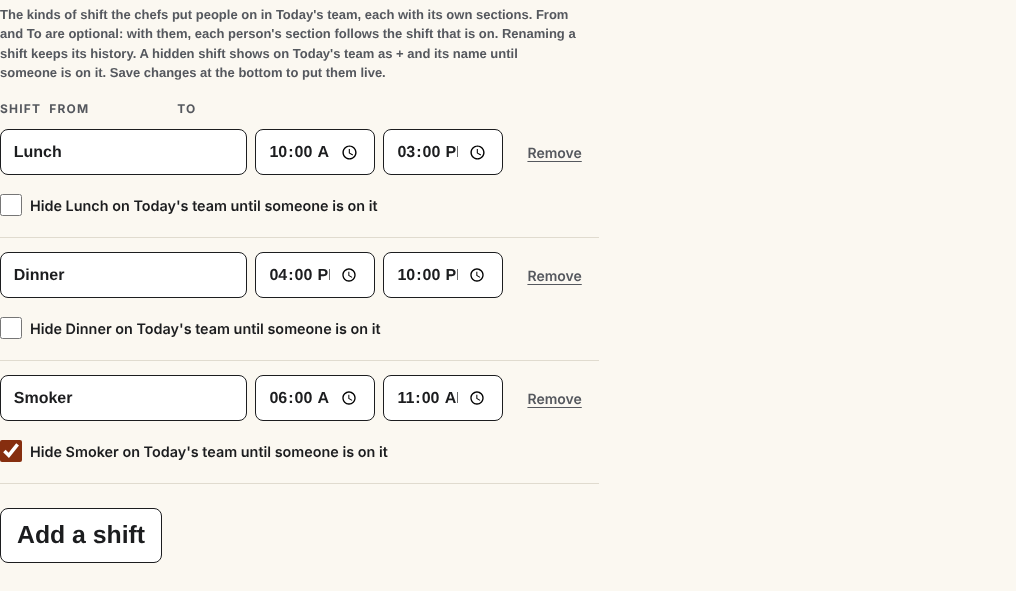 The kinds of shift the chefs put people on in Today's team, each with its own sections. From
and To are optional: with them, each person's section follows the shift that is on. Renaming a
shift keeps its history. A hidden shift shows on Today's team as + and its name until
someone is on it. Save changes at the bottom to put them live.
SHIFT FROM TO
Lunch 10:00 A 03:00 P Remove
Hide Lunch on Today's team until someone is on it
Dinner 04:00 P 10:00 P Remove
Hide Dinner on Today's team until someone is on it
Smoker 06:00 A 11:00 A Remove
Hide Smoker on Today's team until someone is on it
Add a shift